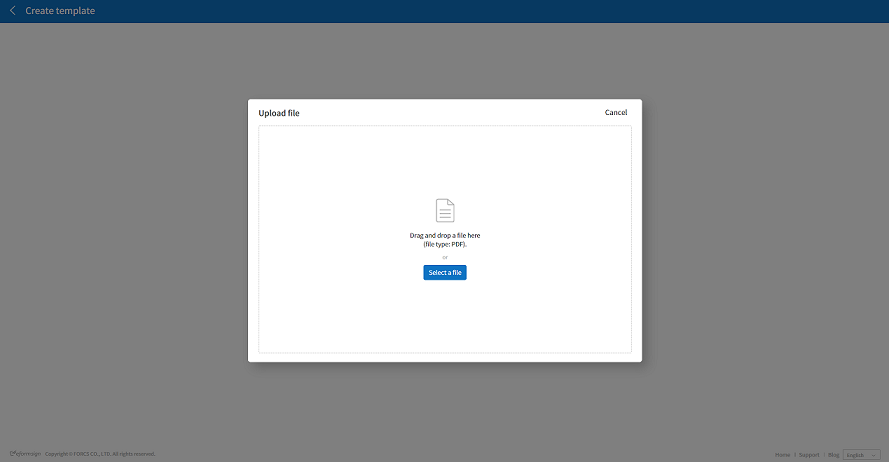 Create template
Upload file
Cancel
Drag and drop a file here
(file type: PDF).
or
Select a file
eformsign Copyright © FORCS CO., LTD. All rights reserved.
Home | Support | Blog English